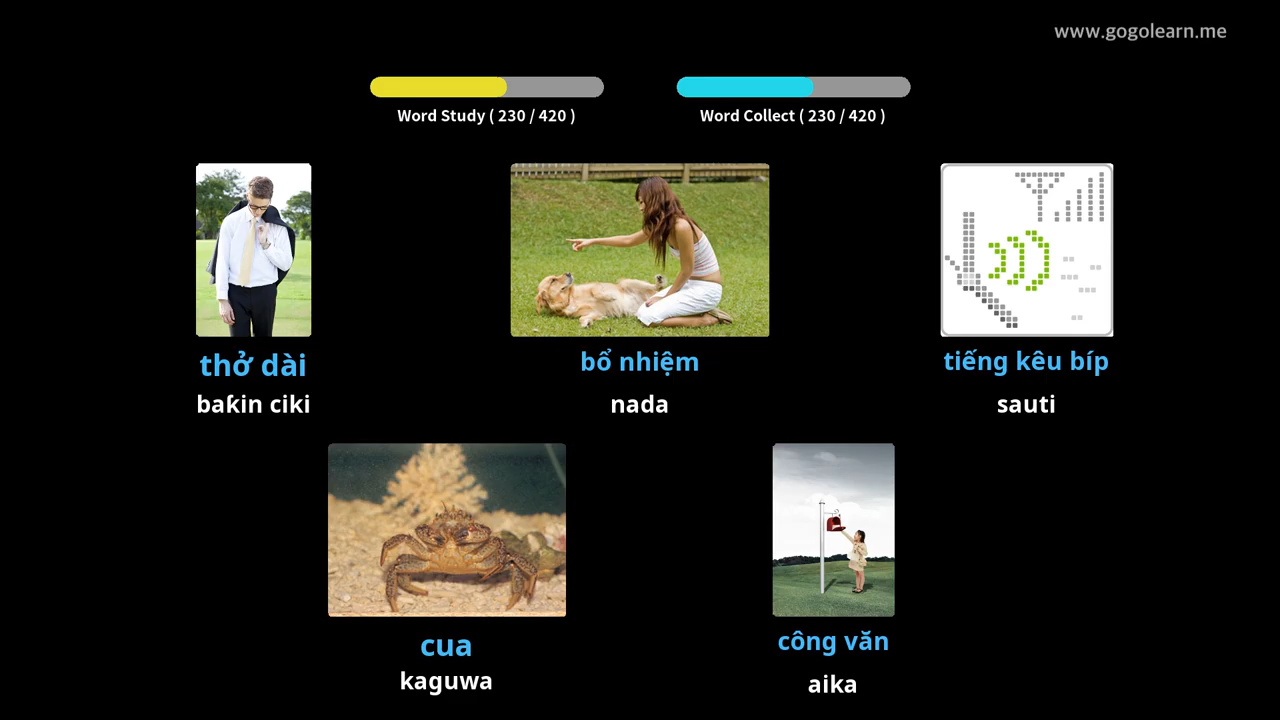 www.gogolearn.me
Word Study ( 230 / 420 )
Word Collect ( 230 / 420 )
thở dài
baƙin ciki
bổ nhiệm
nada
tiếng kêu bíp
sauti
cua
kaguwa
công văn
aika